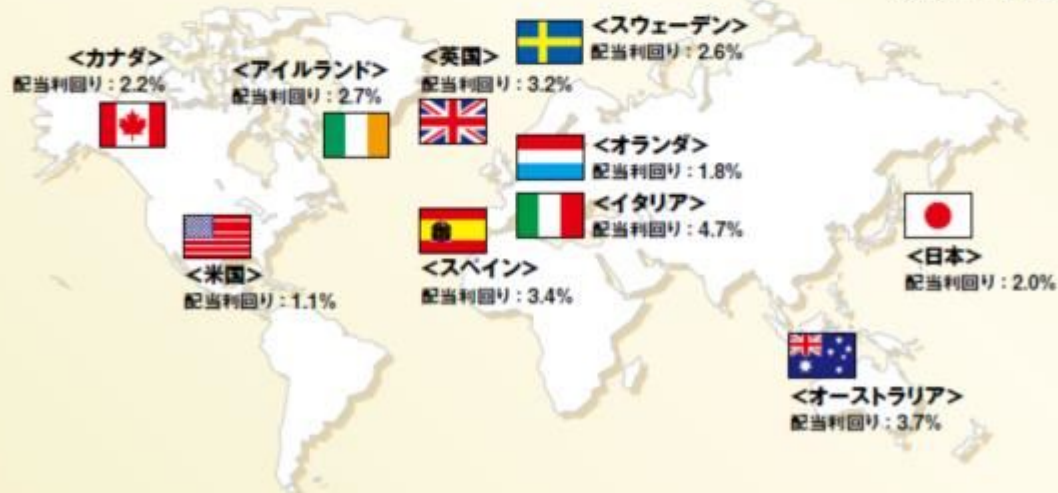 <カナダ>
配当利回り：2.2%
<アイルランド>
配当利回り：2.7%
<英国>
配当利回り：3.2%
<スウェーデン>
配当利回り：2.6%
<オランダ>
配当利回り：1.8%
<イタリア>
配当利回り：4.7%
<米国>
配当利回り：1.1%
<スペイン>
配当利回り：3.4%
<日本>
配当利回り：2.0%
<オーストラリア>
配当利回り：3.7%